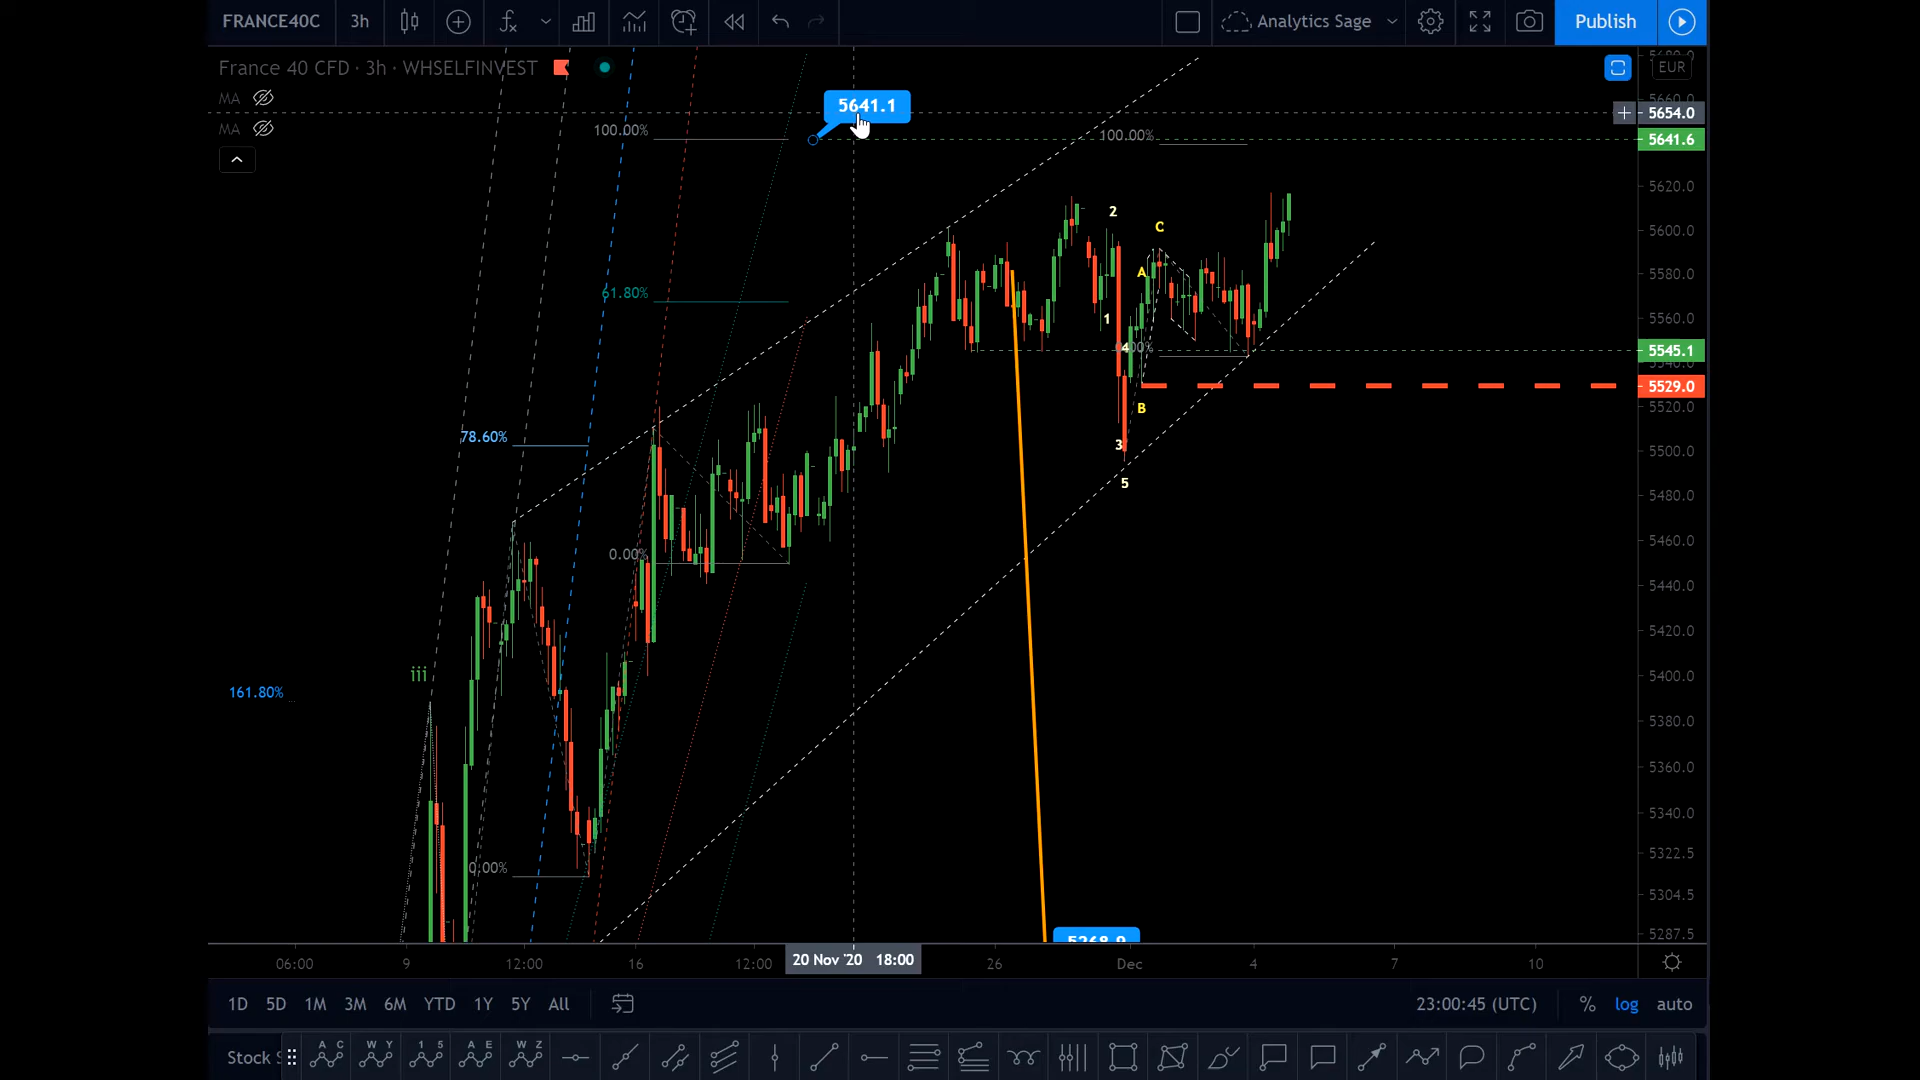 FRANCE40C 3h Analytics Sage Publish
France 40 CFD · 3h · WHSELFINVEST
MA
MA
EUR
5654.0
5641.6
5620.0
5600.0
5580.0
5560.0
5545.1
5529.0
5520.0
5500.0
5480.0
5460.0
5440.0
5420.0
5400.0
5380.0
5360.0
5340.0
5322.5
5304.5
5287.5
5641.1
100.00%
100.00%
61.80%
78.60%
0.00%
0.00%
161.80%
iii
2
C
A
1
4
B
3
5
06:00 9 12:00 16 12:00 20 Nov '20 18:00 26 Dec 4 7 10
1D 5D 1M 3M 6M YTD 1Y 5Y All 23:00:45 (UTC) % log auto
A C W Y 1 5 A E W Z
Stock